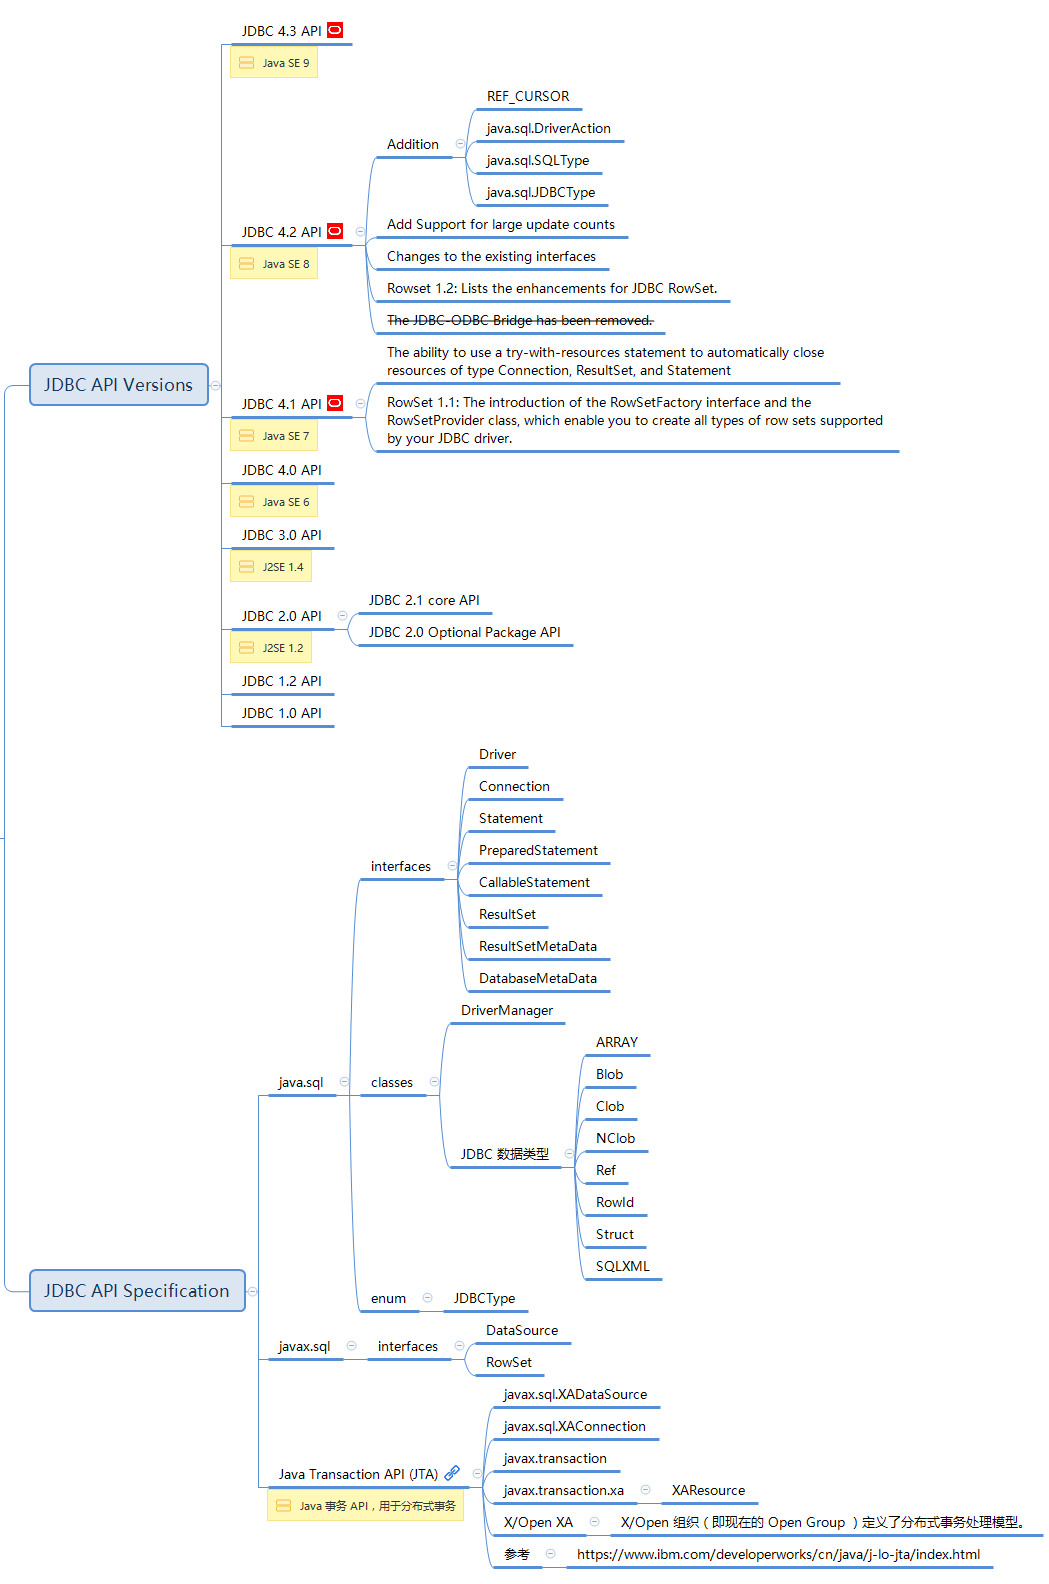 JDBC API Versions
JDBC 4.3 API
Java SE 9
JDBC 4.2 API
Java SE 8
Addition
REF_CURSOR
java.sql.DriverAction
java.sql.SQLType
java.sql.JDBCType
Add Support for large update counts
Changes to the existing interfaces
Rowset 1.2: Lists the enhancements for JDBC RowSet.
The JDBC-ODBC Bridge has been removed.
JDBC 4.1 API
Java SE 7
The ability to use a try-with-resources statement to automatically close
resources of type Connection, ResultSet, and Statement
RowSet 1.1: The introduction of the RowSetFactory interface and the
RowSetProvider class, which enable you to create all types of row sets supported
by your JDBC driver.
JDBC 4.0 API
Java SE 6
JDBC 3.0 API
J2SE 1.4
JDBC 2.0 API
J2SE 1.2
JDBC 2.1 core API
JDBC 2.0 Optional Package API
JDBC 1.2 API
JDBC 1.0 API
JDBC API Specification
java.sql
interfaces
Driver
Connection
Statement
PreparedStatement
CallableStatement
ResultSet
ResultSetMetaData
DatabaseMetaData
classes
DriverManager
JDBC 数据类型
ARRAY
Blob
Clob
NClob
Ref
RowId
Struct
SQLXML
enum
JDBCType
javax.sql
interfaces
DataSource
RowSet
Java Transaction API (JTA)
Java 事务 API，用于分布式事务
javax.sql.XADataSource
javax.sql.XAConnection
javax.transaction
javax.transaction.xa
XAResource
X/Open XA
X/Open 组织（即现在的 Open Group ）定义了分布式事务处理模型。
参考
https://www.ibm.com/developerworks/cn/java/j-lo-jta/index.html